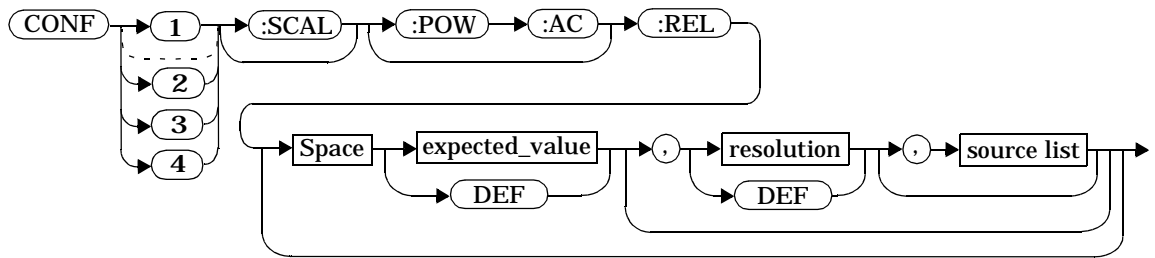 CONF 1 :SCAL :POW :AC :REL
2
3
4
Space expected_value , resolution , source list
DEF DEF